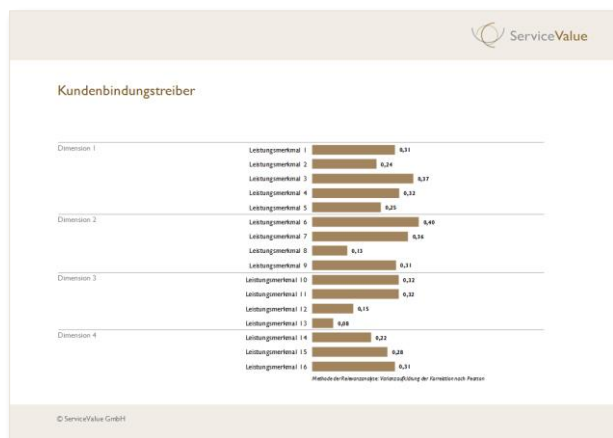 ServiceValue
Kundenbindungstreiber
Dimension 1
Leistungsmerkmal 1 0,31
Leistungsmerkmal 2 0,24
Leistungsmerkmal 3 0,37
Leistungsmerkmal 4 0,32
Leistungsmerkmal 5 0,25
Dimension 2
Leistungsmerkmal 6 0,40
Leistungsmerkmal 7 0,36
Leistungsmerkmal 8 0,13
Leistungsmerkmal 9 0,31
Dimension 3
Leistungsmerkmal 10 0,32
Leistungsmerkmal 11 0,32
Leistungsmerkmal 12 0,15
Leistungsmerkmal 13 0,08
Dimension 4
Leistungsmerkmal 14 0,22
Leistungsmerkmal 15 0,28
Leistungsmerkmal 16 0,31
Methode der Relevanzanalyse: Varianzaufklärung der Korrelation nach Pearson
© ServiceValue GmbH